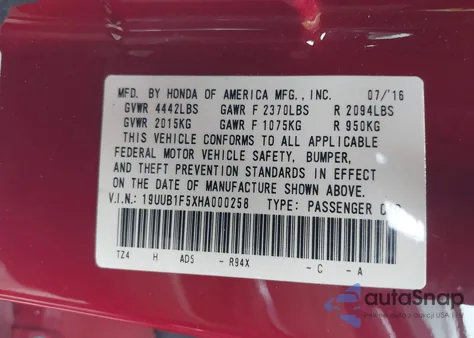 MFD. BY HONDA OF AMERICA MFG., INC. 07/'16
GVWR 4442LBS GAWR F 2370LBS R 2094LBS
GVWR 2015KG GAWR F 1075KG R 950KG
THIS VEHICLE CONFORMS TO ALL APPLICABLE
FEDERAL MOTOR VEHICLE SAFETY, BUMPER,
AND THEFT PREVENTION STANDARDS IN EFFECT
ON THE DATE OF MANUFACTURE SHOWN ABOVE.
V.I.N.: 19UUB1F5XHA000258 TYPE: PASSENGER
TZ4 H AD5 -R94X -C -A
autoSnap